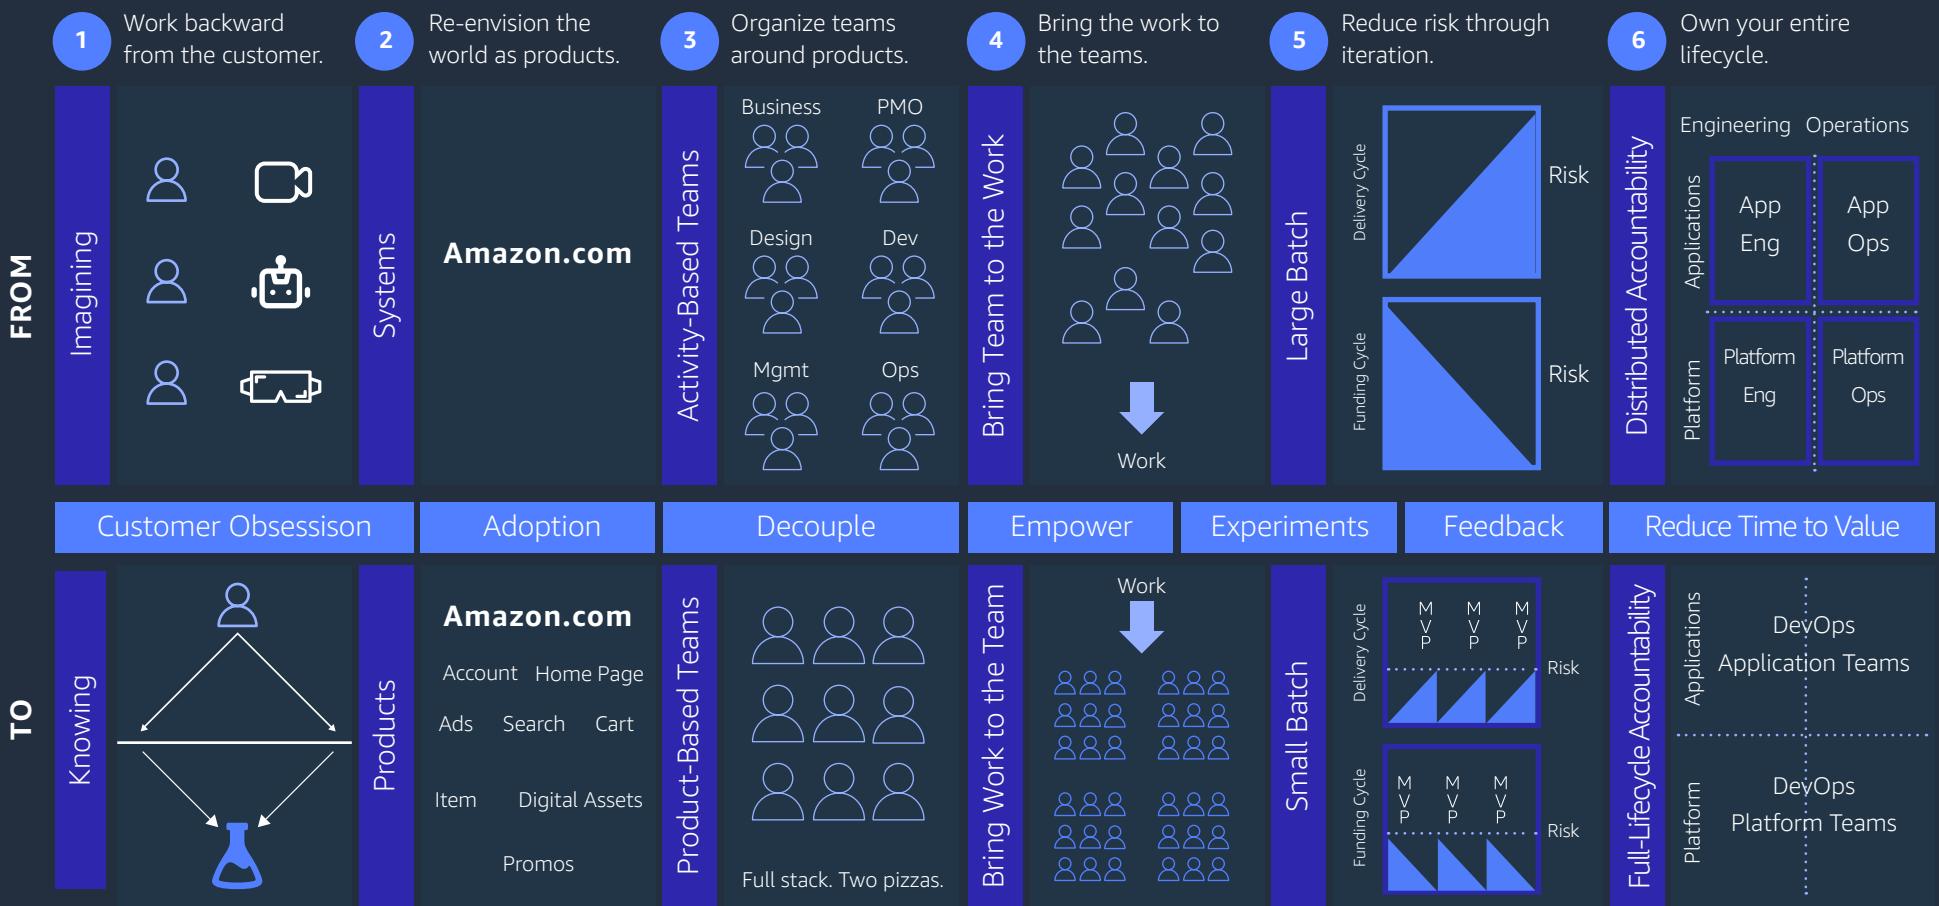 1
Work backward
from the customer.
2
Re-envision the
world as products.
3
Organize teams
around products.
4
Bring the work to
the teams.
5
Reduce risk through
iteration.
6
Own your entire
lifecycle.
FROM
Imagining
Systems
Amazon.com
Activity-Based Teams
Business
PMO
Design
Dev
Mgmt
Ops
Bring Team to the Work
Work
Large Batch
Delivery Cycle
Risk
Funding Cycle
Risk
Distributed Accountability
Engineering
Operations
Applications
App
Eng
App
Ops
Platform
Platform
Eng
Platform
Ops
Customer Obsessison
Adoption
Decouple
Empower
Experiments
Feedback
Reduce Time to Value
TO
Knowing
Products
Amazon.com
Account
Home Page
Ads
Search
Cart
Item
Digital Assets
Promos
Product-Based Teams
Full stack. Two pizzas.
Bring Work to the Team
Work
Small Batch
Delivery Cycle
MVP
MVP
MVP
Risk
Funding Cycle
MVP
MVP
MVP
Risk
Full-Lifecycle Accountability
Applications
DevOps
Application Teams
Platform
DevOps
Platform Teams